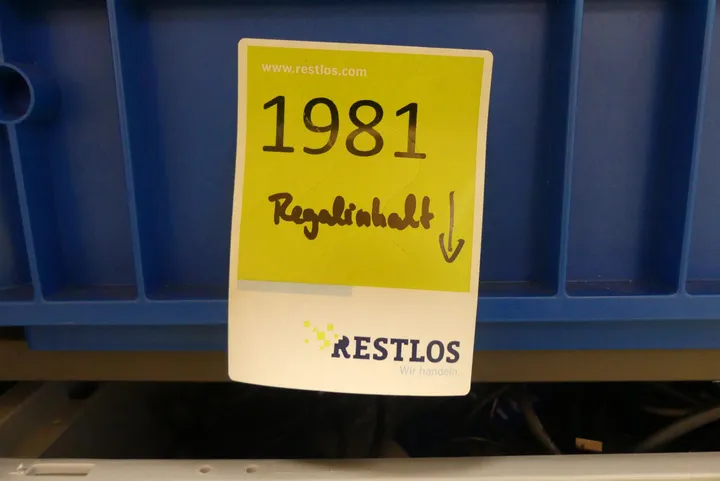 www.restlos.com
1981
Regalinhalt ↓
RESTLOS
Wir handeln.